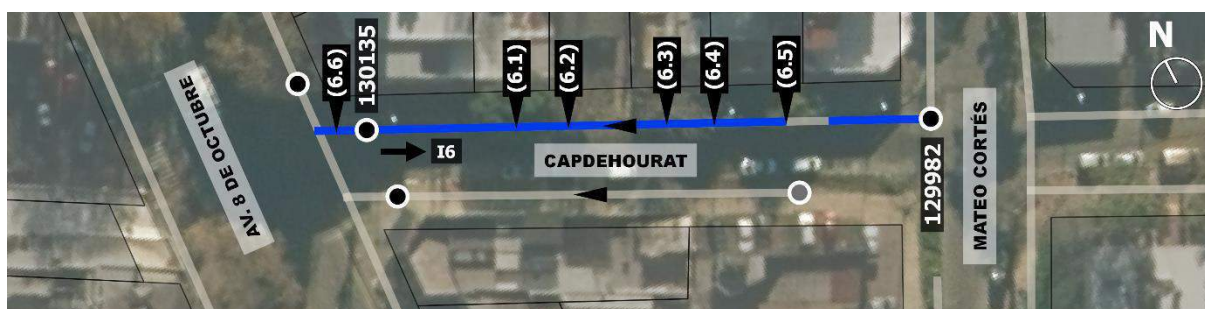 AV. 8 DE OCTUBRE
(6.6)
130135
(6.1)
(6.2)
(6.3)
(6.4)
(6.5)
I6
CAPDEHOURAT
129982
MATEO CORTÉS
N